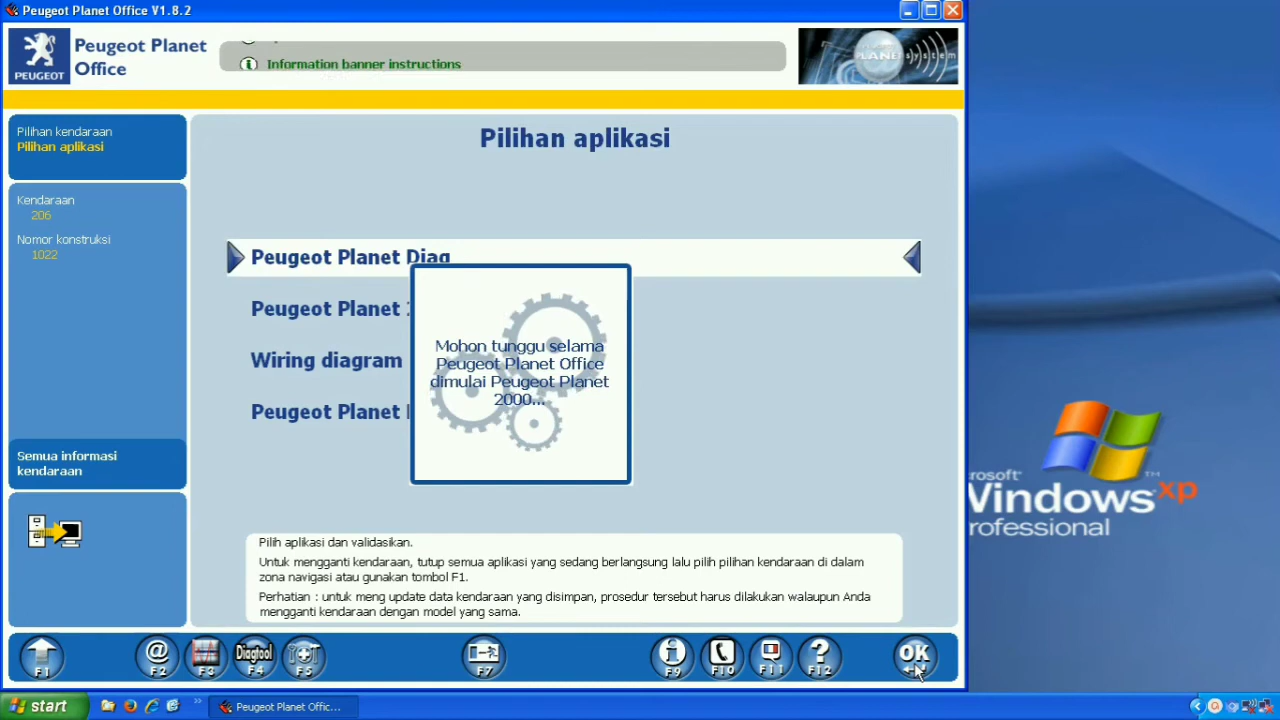 Peugeot Planet Office V1.8.2
PEUGEOT
Peugeot Planet
Office
Information banner instructions
PLANET system
Pilihan kendaraan
Pilihan aplikasi
Kendaraan
206
Nomor konstruksi
1022
Semua informasi
kendaraan
Pilihan aplikasi
Peugeot Planet Diag
Peugeot Planet
Wiring diagram
Peugeot Planet
Mohon tunggu selama
Peugeot Planet Office
dimulai Peugeot Planet
2000...
Pilih aplikasi dan validasikan.
Untuk mengganti kendaraan, tutup semua aplikasi yang sedang berlangsung lalu pilih pilihan kendaraan di dalam
zona navigasi atau gunakan tombol F1.
Perhatian : untuk meng update data kendaraan yang disimpan, prosedur tersebut harus dilakukan walaupun Anda
mengganti kendaraan dengan model yang sama.
F1
@ F2
F3
Diagtool F4
F5
F7
i F9
F10
F11
? F12
OK
icrosoft®
Windows xp
rofessional
start
Peugeot Planet Offic...